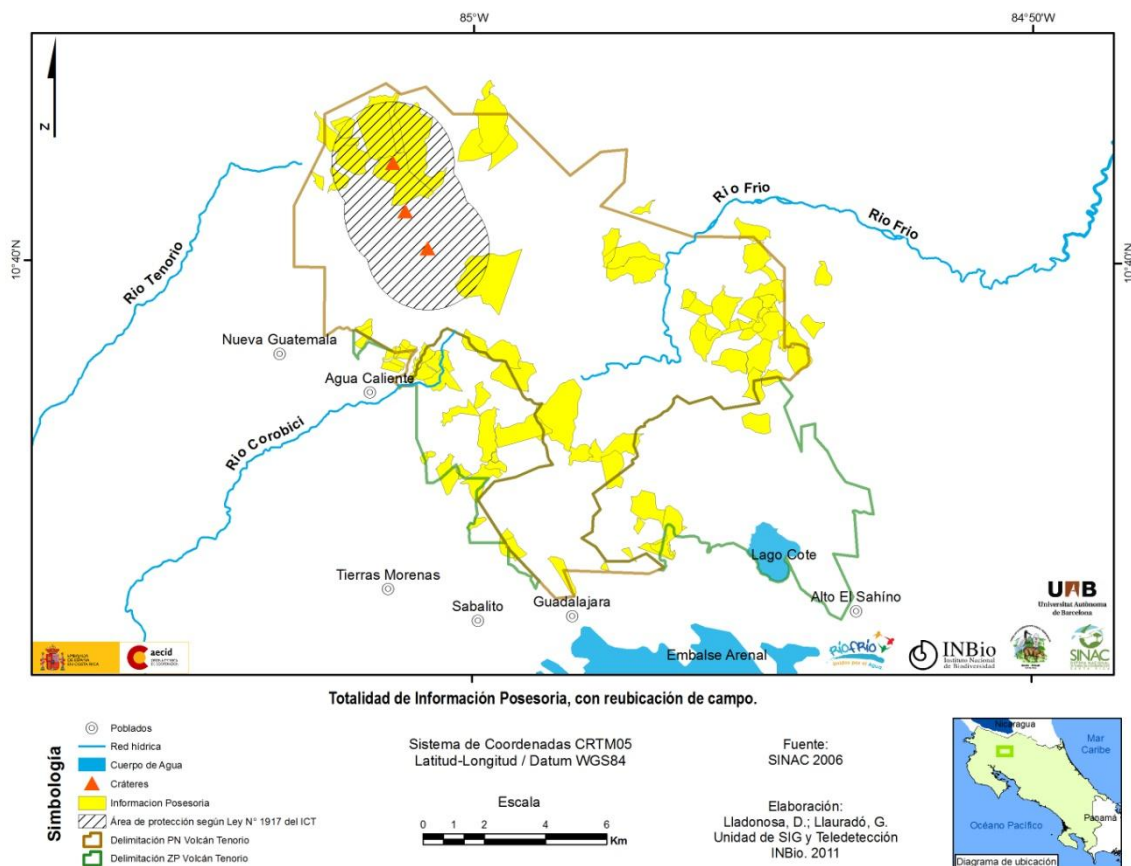 85°W
84°50'W
10°40'N
10°40'N
N
Rio Tenorio
Rio Frio
Rio Frio
Nueva Guatemala
Agua Caliente
Rio Corobici
Lago Cote
Tierras Morenas
Sabalito
Guadalajara
Alto El Sahíno
Embalse Arenal
UAB
Universitat Autònoma
de Barcelona
aecid
RíoFrío
INBio
Instituto Nacional
de Biodiversidad
SINAC
Totalidad de Información Posesoria, con reubicación de campo.
Simbología
Poblados
Red hídrica
Cuerpo de Agua
Cráteres
Informacion Posesoria
Área de protección según Ley N° 1917 del ICT
Delimitación PN Volcán Tenorio
Delimitación ZP Volcán Tenorio
Sistema de Coordenadas CRTM05
Latitud-Longitud / Datum WGS84
Escala
0 1 2 4 6
Km
Fuente:
SINAC 2006
Elaboración:
Lladonosa, D.; Llauradó, G.
Unidad de SIG y Teledetección
INBio. 2011
Nicaragua
Mar
Caribe
Panamá
Océano Pacífico
Diagrama de ubicación